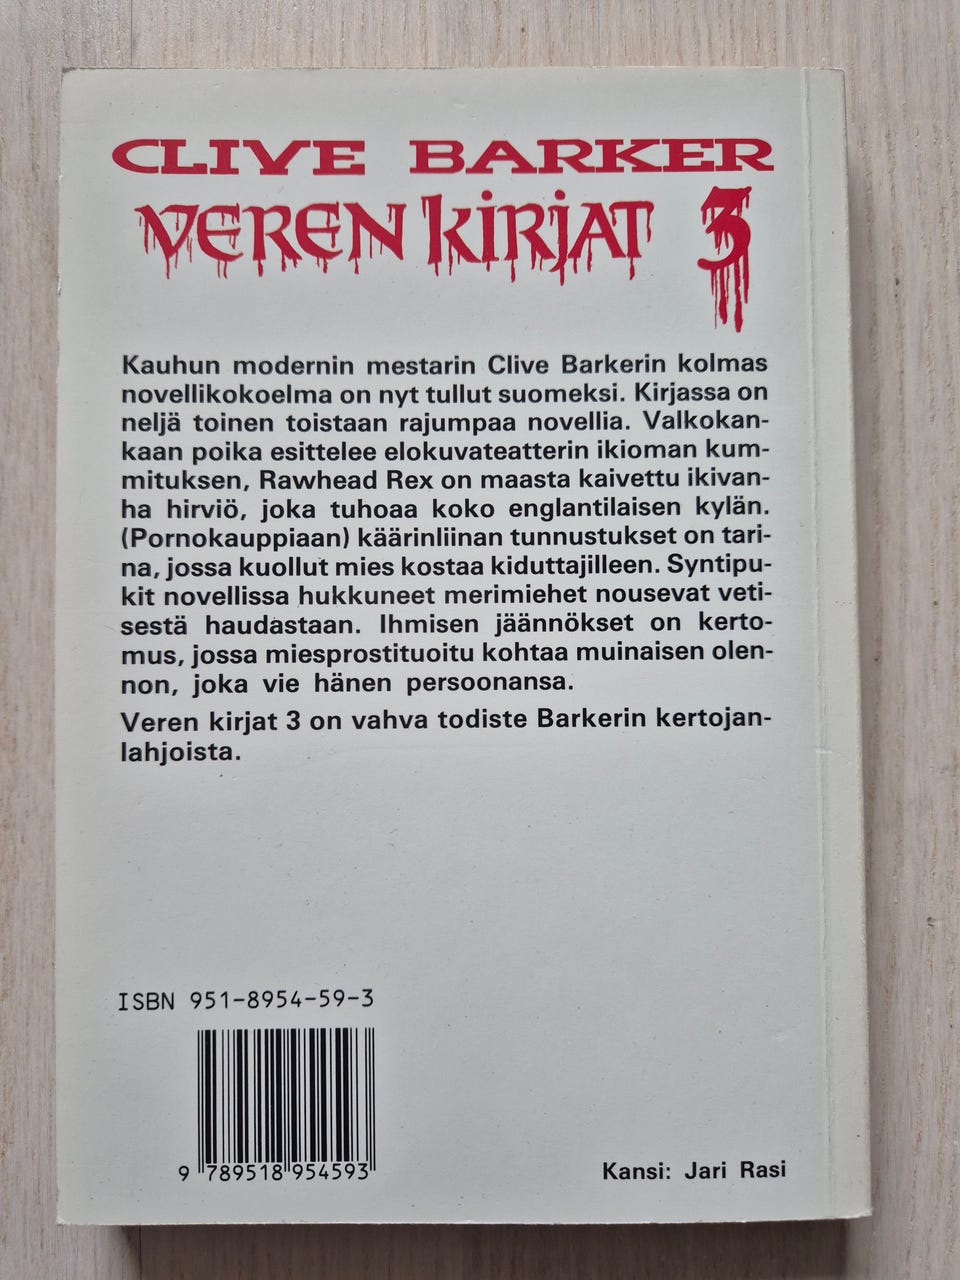 CLIVE BARKER
VEREN KIRJAT 3
Kauhun modernin mestarin Clive Barkerin kolmas
novellikokoelma on nyt tullut suomeksi. Kirjassa on
neljä toinen toistaan rajumpaa novellia. Valkokan-
kaan poika esittelee elokuvateatterin ikioman kum-
mituksen, Rawhead Rex on maasta kaivettu ikivan-
ha hirviö, joka tuhoaa koko englantilaisen kylän.
(Pornokauppiaan) käärinliinan tunnustukset on tari-
na, jossa kuollut mies kostaa kiduttajilleen. Syntipu-
kit novellissa hukkuneet merimiehet nousevat veti-
sestä haudastaan. Ihmisen jäännökset on kerto-
mus, jossa miesprostituoitu kohtaa muinaisen olen-
non, joka vie hänen persoonansa.
Veren kirjat 3 on vahva todiste Barkerin kertojan-
lahjoista.
ISBN 951-8954-59-3
9 789518 954593
Kansi: Jari Rasi